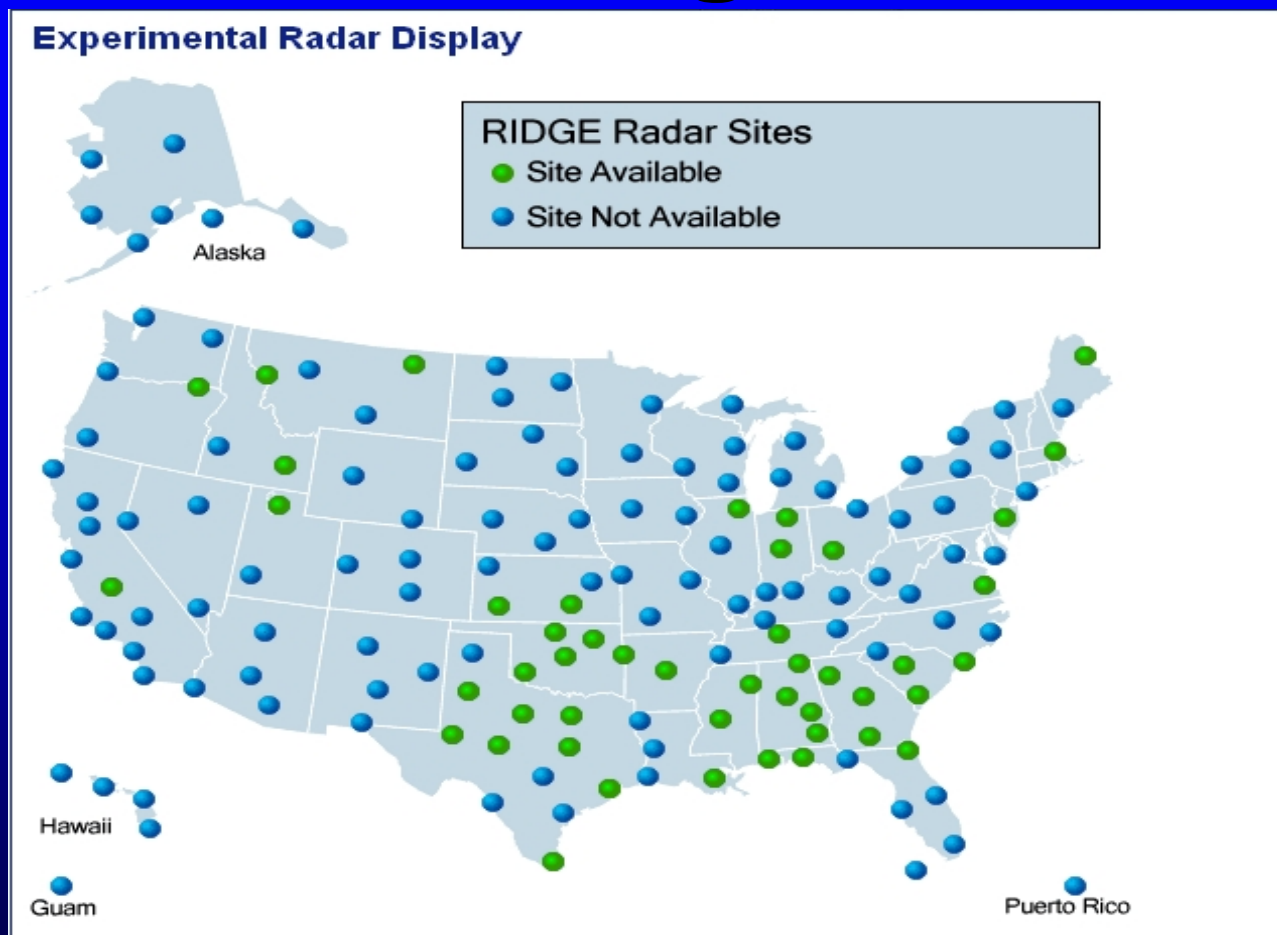 Experimental Radar Display
RIDGE Radar Sites
Site Available
Site Not Available
Alaska
Hawaii
Guam
Puerto Rico